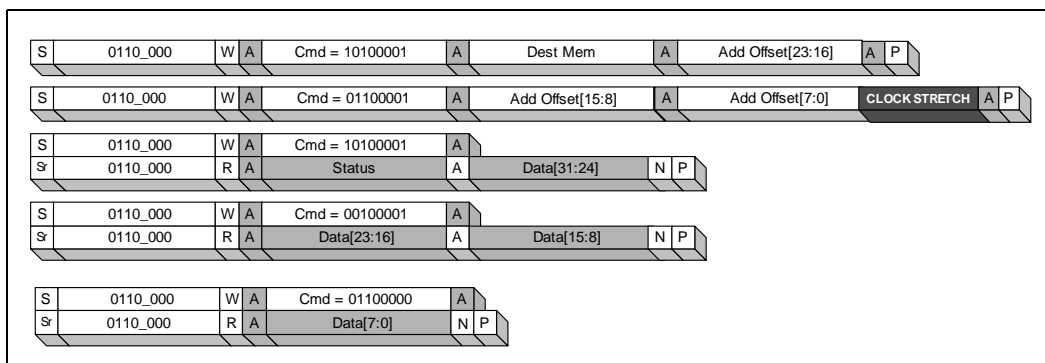 S 0110_000 W A Cmd = 10100001 A Dest Mem A Add Offset[23:16] A P
S 0110_000 W A Cmd = 01100001 A Add Offset[15:8] A Add Offset[7:0] CLOCK STRETCH A P
S 0110_000 W A Cmd = 10100001 A
Sr 0110_000 R A Status A Data[31:24] N P
S 0110_000 W A Cmd = 00100001 A
Sr 0110_000 R A Data[23:16] A Data[15:8] N P
S 0110_000 W A Cmd = 01100000 A
Sr 0110_000 R A Data[7:0] N P